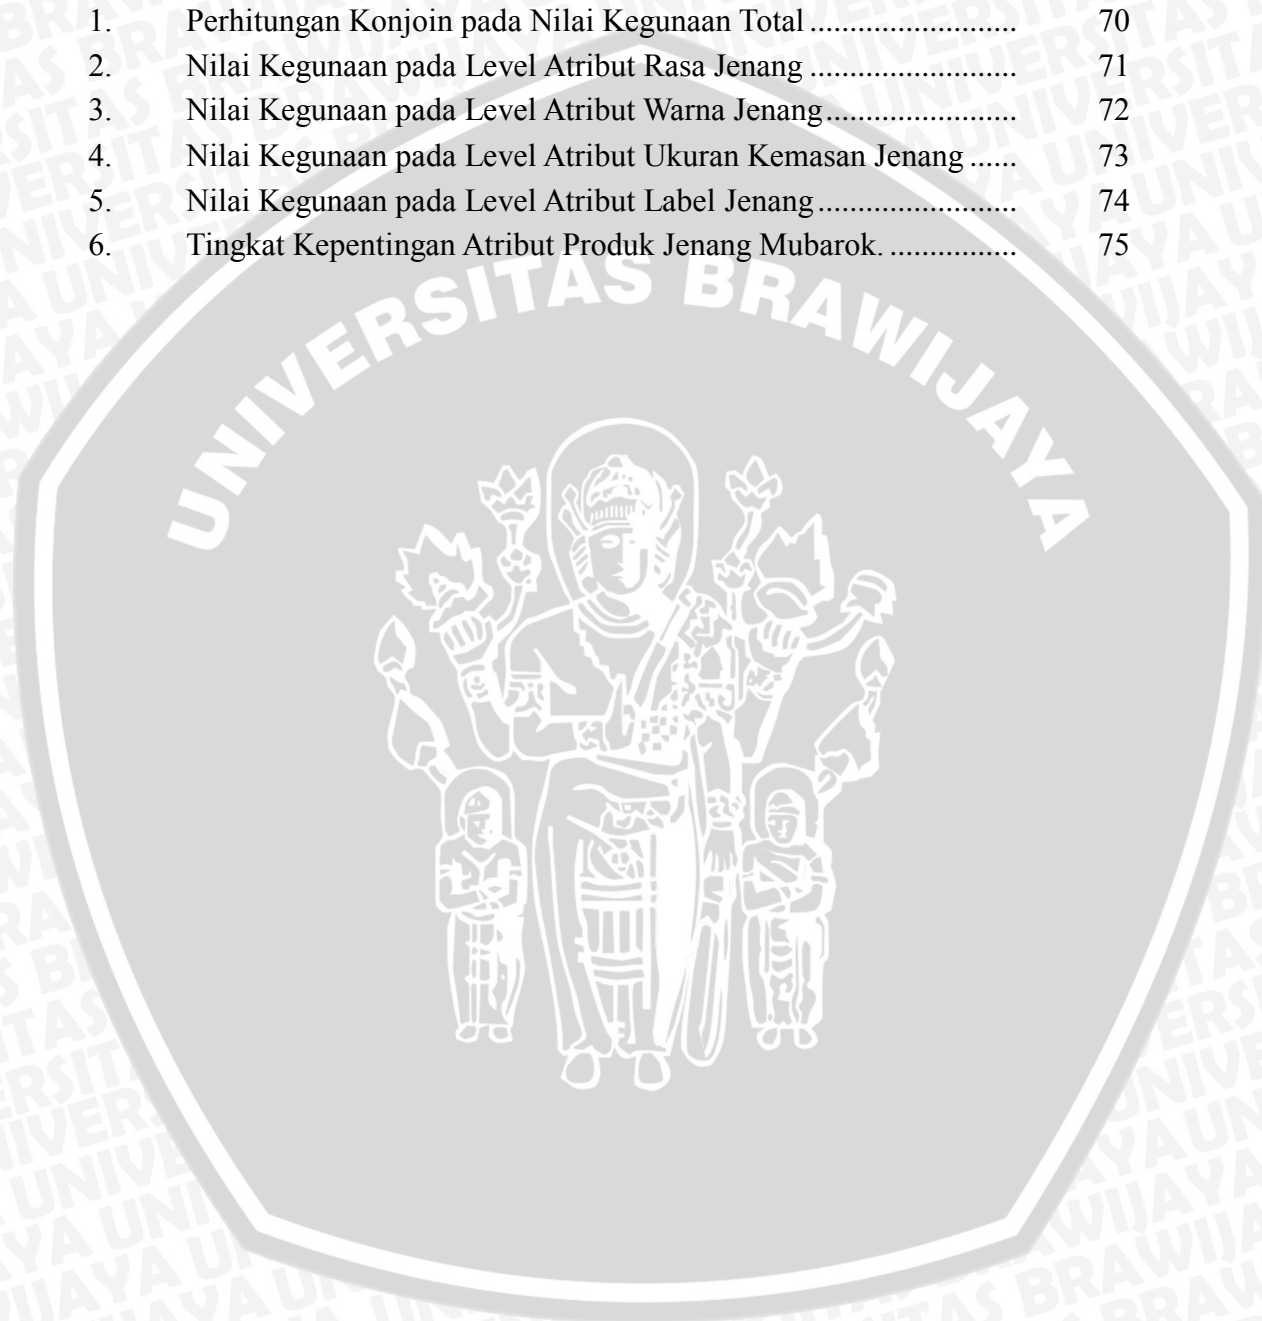 1. Perhitungan Konjoin pada Nilai Kegunaan Total .......................... 70
2. Nilai Kegunaan pada Level Atribut Rasa Jenang .......................... 71
3. Nilai Kegunaan pada Level Atribut Warna Jenang........................ 72
4. Nilai Kegunaan pada Level Atribut Ukuran Kemasan Jenang ...... 73
5. Nilai Kegunaan pada Level Atribut Label Jenang ......................... 74
6. Tingkat Kepentingan Atribut Produk Jenang Mubarok. ................ 75
UNIVERSITAS BRAWIJAYA